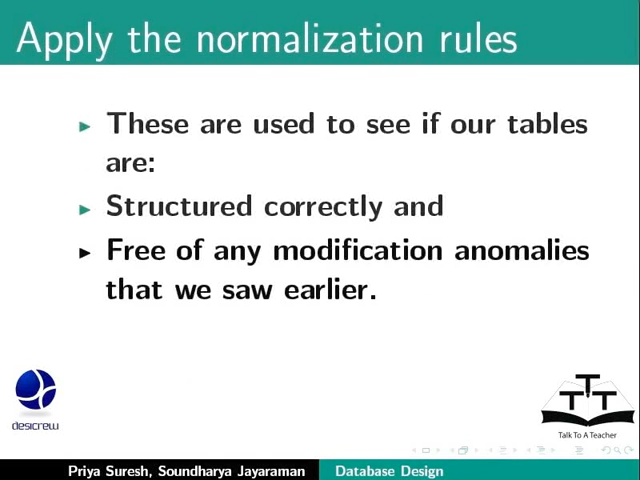 Apply the normalization rules
These are used to see if our tables
are:
Structured correctly and
Free of any modification anomalies
that we saw earlier.
desicrew
TTT
Talk To A Teacher
Priya Suresh, Soundharya Jayaraman Database Design